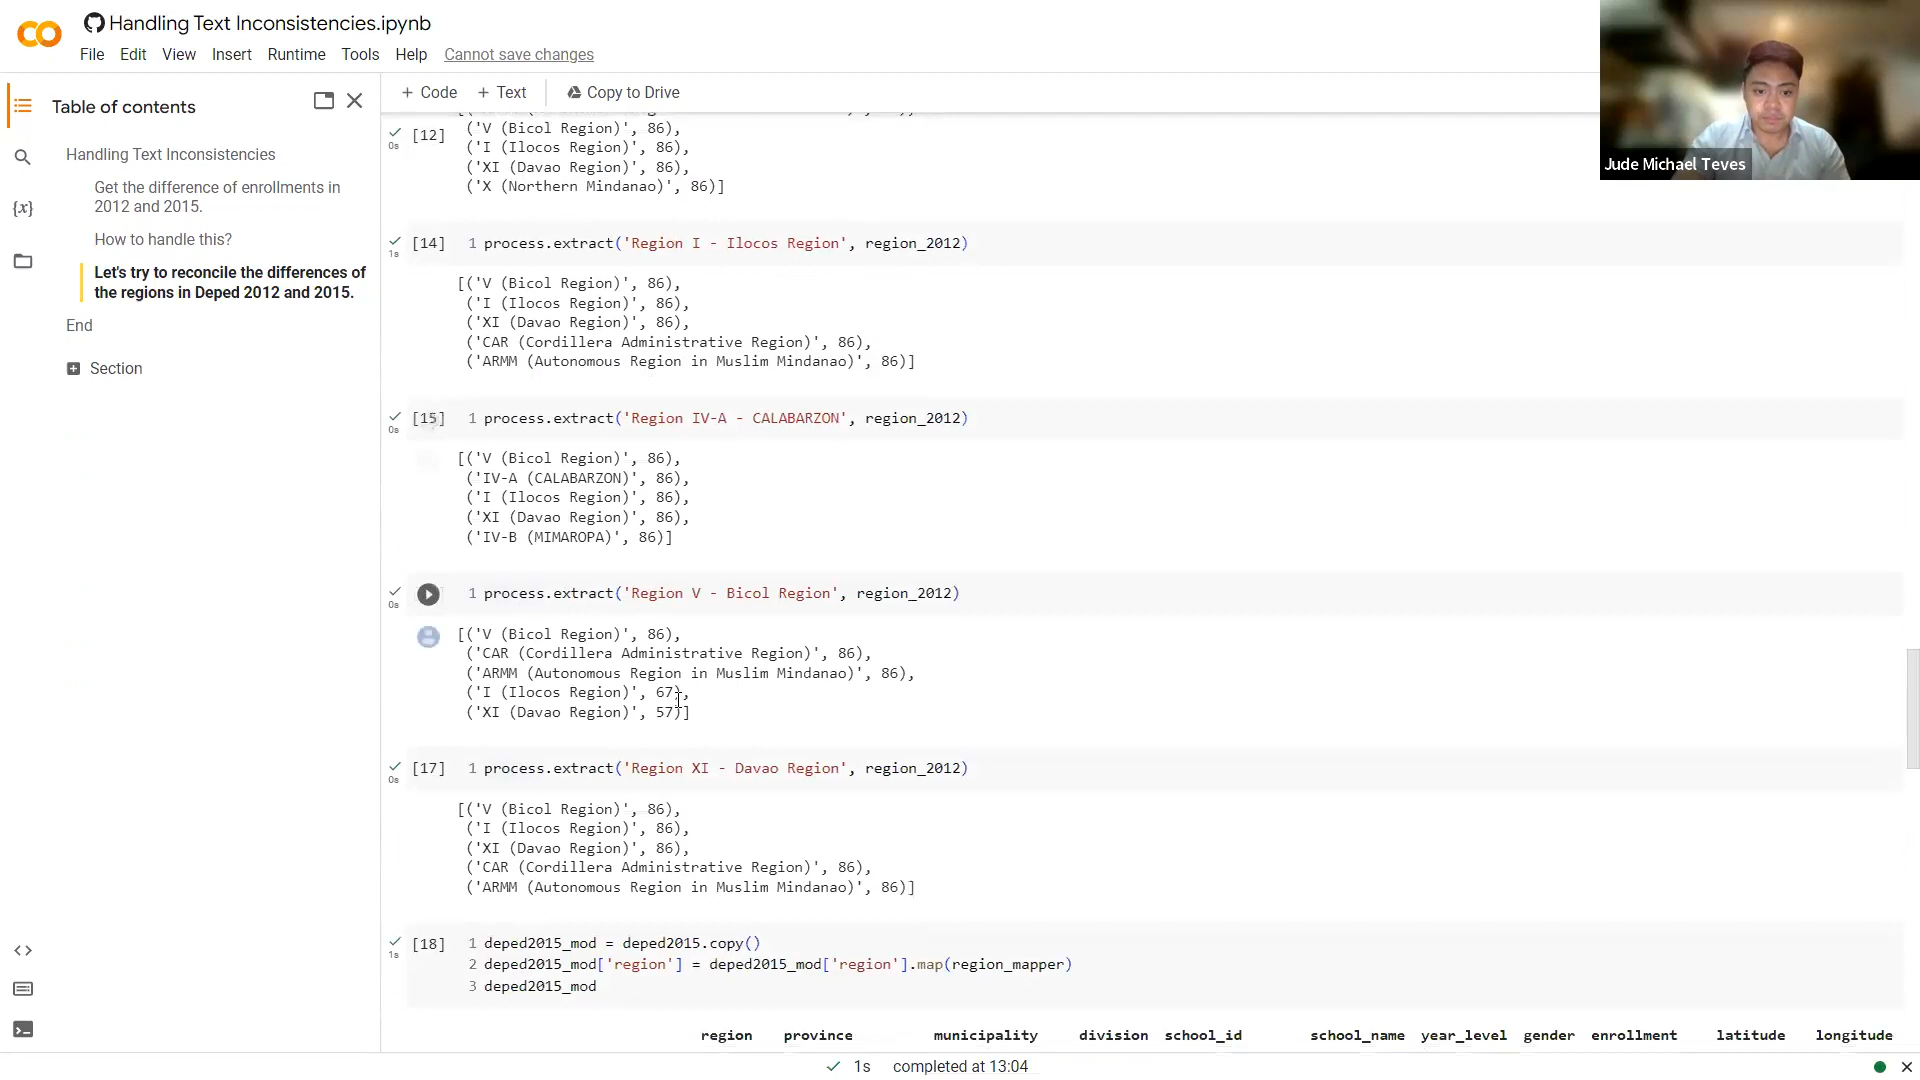 Handling Text Inconsistencies.ipynb
File Edit View Insert Runtime Tools Help Cannot save changes
Table of contents
+ Code + Text Copy to Drive
Handling Text Inconsistencies
Get the difference of enrollments in
2012 and 2015.
How to handle this?
Let's try to reconcile the differences of
the regions in Deped 2012 and 2015.
End
Section
{x}
Jude Michael Teves
[12]
0s
('V (Bicol Region)', 86),
('I (Ilocos Region)', 86),
('XI (Davao Region)', 86),
('X (Northern Mindanao)', 86)]
[14] 1 process.extract('Region I - Ilocos Region', region_2012)
1s
[('V (Bicol Region)', 86),
('I (Ilocos Region)', 86),
('XI (Davao Region)', 86),
('CAR (Cordillera Administrative Region)', 86),
('ARMM (Autonomous Region in Muslim Mindanao)', 86)]
[15] 1 process.extract('Region IV-A - CALABARZON', region_2012)
0s
[('V (Bicol Region)', 86),
('IV-A (CALABARZON)', 86),
('I (Ilocos Region)', 86),
('XI (Davao Region)', 86),
('IV-B (MIMAROPA)', 86)]
1 process.extract('Region V - Bicol Region', region_2012)
0s
[('V (Bicol Region)', 86),
('CAR (Cordillera Administrative Region)', 86),
('ARMM (Autonomous Region in Muslim Mindanao)', 86),
('I (Ilocos Region)', 67),
('XI (Davao Region)', 57)]
[17] 1 process.extract('Region XI - Davao Region', region_2012)
0s
[('V (Bicol Region)', 86),
('I (Ilocos Region)', 86),
('XI (Davao Region)', 86),
('CAR (Cordillera Administrative Region)', 86),
('ARMM (Autonomous Region in Muslim Mindanao)', 86)]
[18] 1 deped2015_mod = deped2015.copy()
1s
2 deped2015_mod['region'] = deped2015_mod['region'].map(region_mapper)
3 deped2015_mod
region province municipality division school_id school_name year_level gender enrollment latitude longitude
1s completed at 13:04